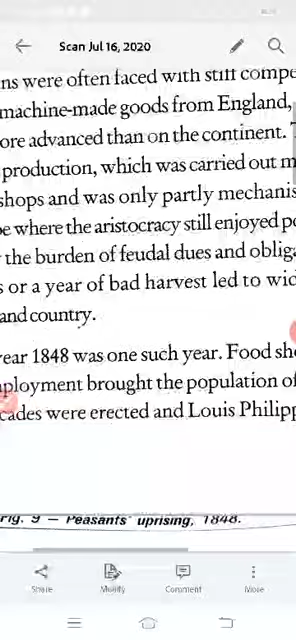 Scan Jul 16, 2020
ns were often faced with stiff compe
machine-made goods from England,
ore advanced than on the continent.
production, which was carried out m
shops and was only partly mechanis
e where the aristocracy still enjoyed p
the burden of feudal dues and oblig
s or a year of bad harvest led to wid
and country.
ear 1848 was one such year. Food sh
ployment brought the population of
cades were erected and Louis Philipp
Fig. 9 — Peasants' uprising, 1848.
Share Modify Comment More